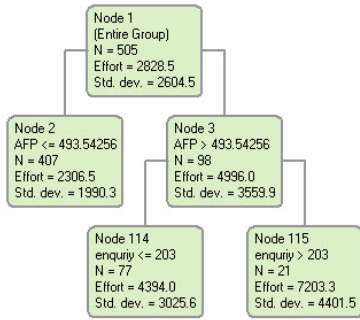 Node 1
(Entire Group)
N = 505
Effort = 2828.5
Std. dev. = 2604.5
Node 2
AFP <= 493.54256
N = 407
Effort = 2306.5
Std. dev. = 1990.3
Node 3
AFP > 493.54256
N = 98
Effort = 4996.0
Std. dev. = 3559.9
Node 114
enquriy <= 203
N = 77
Effort = 4394.0
Std. dev. = 3025.6
Node 115
enquriy > 203
N = 21
Effort = 7203.3
Std. dev. = 4401.5